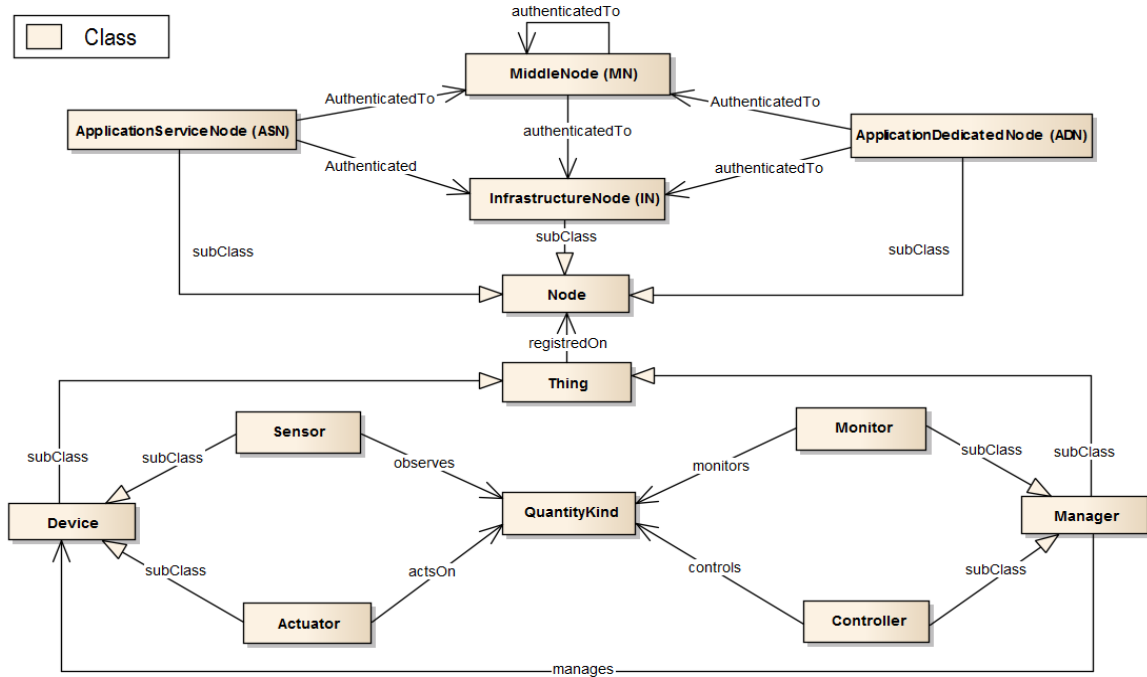 Class
authenticatedTo
MiddleNode (MN)
AuthenticatedTo
AuthenticatedTo
ApplicationServiceNode (ASN)
authenticatedTo
ApplicationDedicatedNode (ADN)
Authenticated
authenticatedTo
InfrastructureNode (IN)
subClass
subClass
subClass
Node
registredOn
Thing
Sensor
Monitor
subClass
subClass
observes
monitors
subClass
subClass
Device
QuantityKind
Manager
subClass
actsOn
controls
subClass
Actuator
Controller
manages